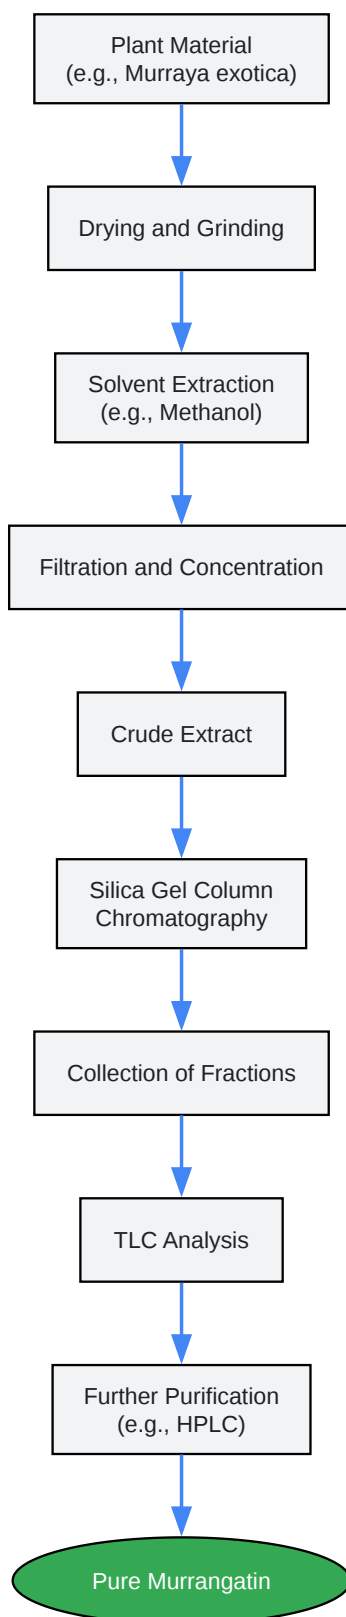 Plant Material
(e.g., Murraya exotica)
Drying and Grinding
Solvent Extraction
(e.g., Methanol)
Filtration and Concentration
Crude Extract
Silica Gel Column
Chromatography
Collection of Fractions
TLC Analysis
Further Purification
(e.g., HPLC)
Pure Murrangatin